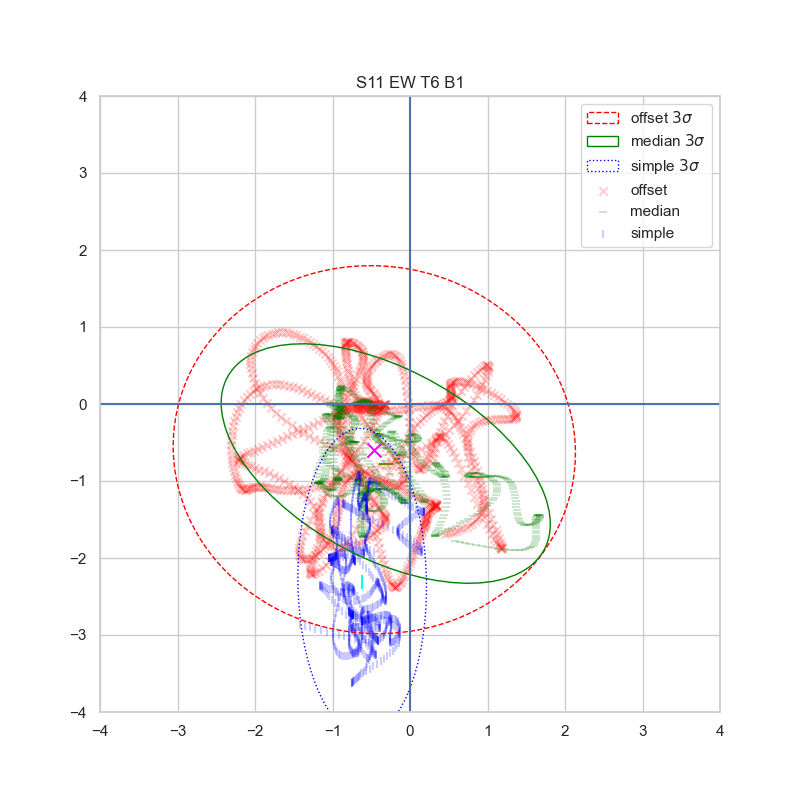 S11 EW T6 B1
offset 3σ
median 3σ
simple 3σ
offset
median
simple
4
3
2
1
0
−1
−2
−3
−4
−4 −3 −2 −1 0 1 2 3 4